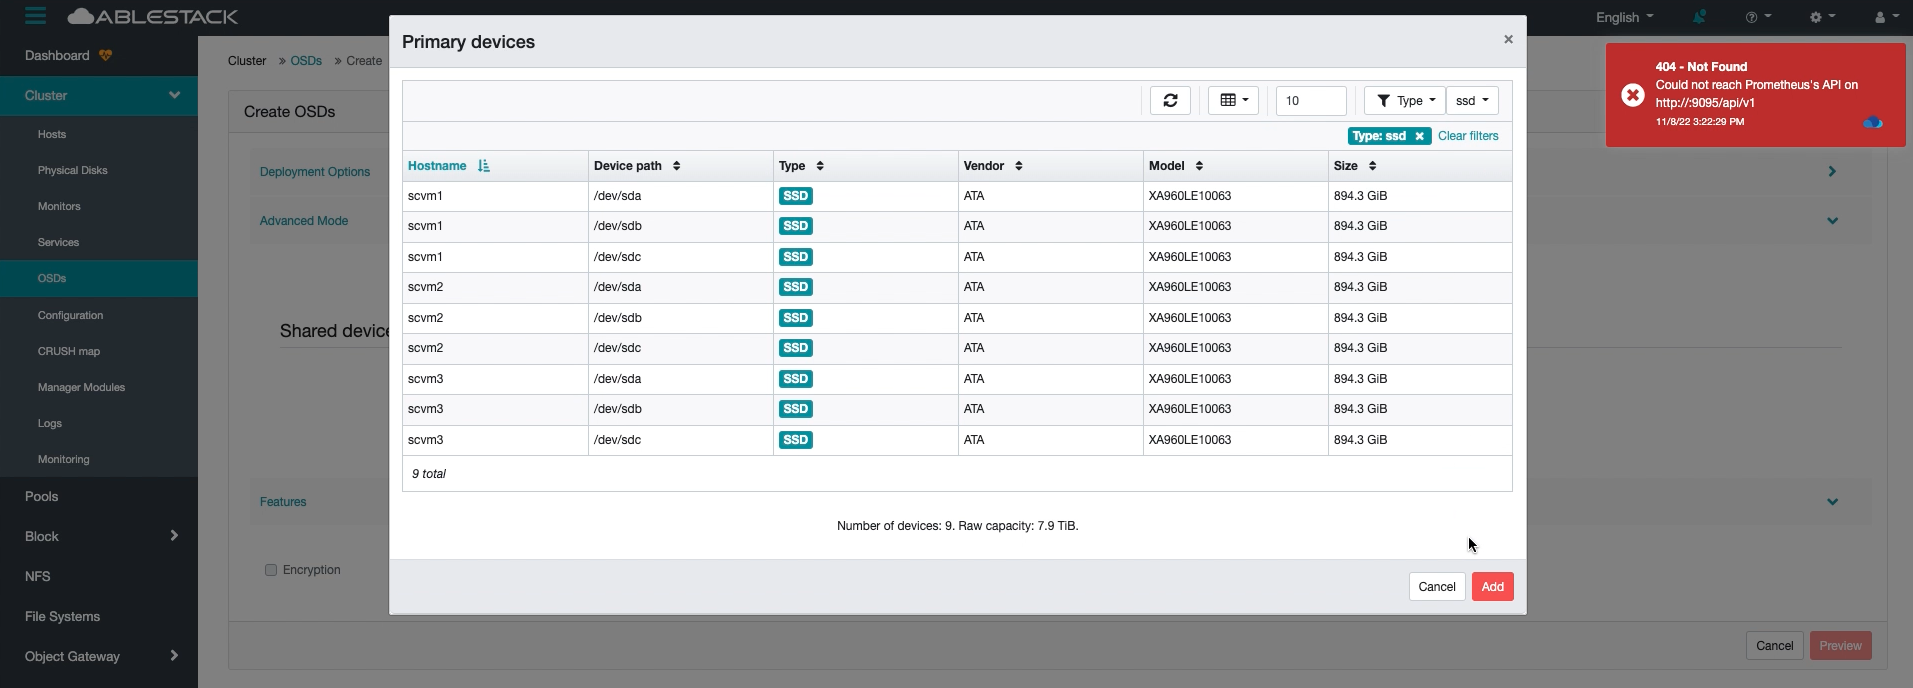 ABLESTACK
English
Dashboard
Cluster
Hosts
Physical Disks
Monitors
Services
OSDs
Configuration
CRUSH map
Manager Modules
Logs
Monitoring
Pools
Block
NFS
File Systems
Object Gateway
Cluster » OSDs » Create
Create OSDs
Deployment Options
Advanced Mode
Shared device
Features
Encryption
Cancel Preview
Primary devices ×
10 Type ssd
Type: ssd × Clear filters
Hostname Device path Type Vendor Model Size
scvm1 /dev/sda SSD ATA XA960LE10063 894.3 GiB
scvm1 /dev/sdb SSD ATA XA960LE10063 894.3 GiB
scvm1 /dev/sdc SSD ATA XA960LE10063 894.3 GiB
scvm2 /dev/sda SSD ATA XA960LE10063 894.3 GiB
scvm2 /dev/sdb SSD ATA XA960LE10063 894.3 GiB
scvm2 /dev/sdc SSD ATA XA960LE10063 894.3 GiB
scvm3 /dev/sda SSD ATA XA960LE10063 894.3 GiB
scvm3 /dev/sdb SSD ATA XA960LE10063 894.3 GiB
scvm3 /dev/sdc SSD ATA XA960LE10063 894.3 GiB
9 total
Number of devices: 9. Raw capacity: 7.9 TiB.
Cancel Add
404 - Not Found
Could not reach Prometheus's API on
http://:9095/api/v1
11/8/22 3:22:29 PM